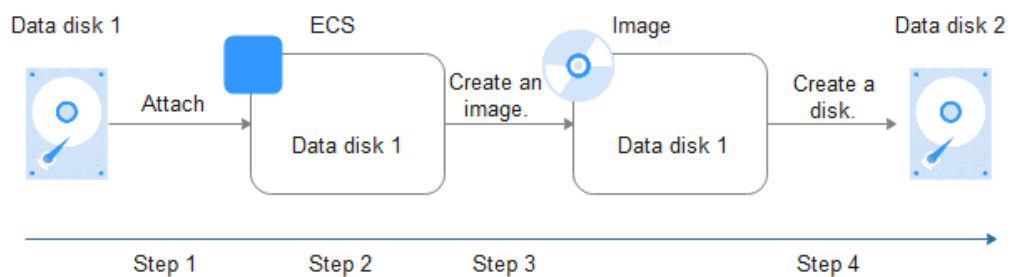 Data disk 1
ECS
Image
Data disk 2
Attach
Create an
image.
Create a
disk.
Data disk 1
Data disk 1
Step 1
Step 2
Step 3
Step 4